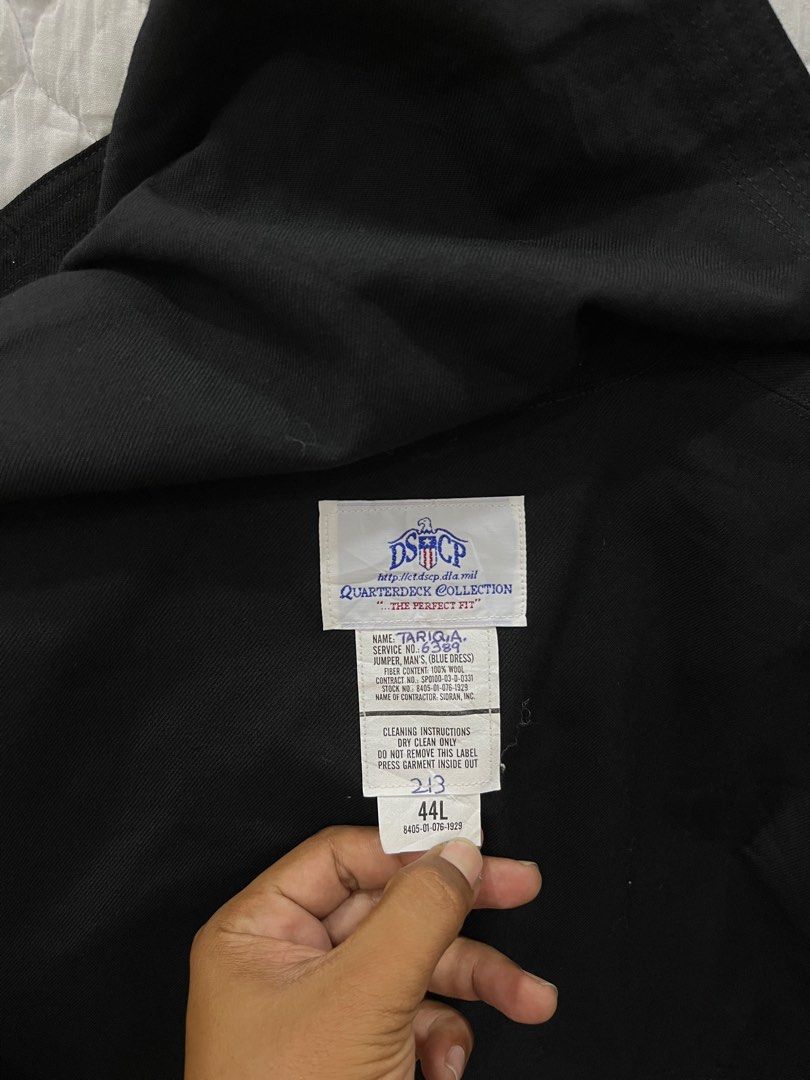 DSCP
http://ct.dscp.dla.mil
QUARTERDECK COLLECTION
"...THE PERFECT FIT"
NAME: TARIQ.A.
SERVICE NO.: 6389
JUMPER, MAN'S, (BLUE DRESS)
FIBER CONTENT: 100% WOOL
CONTRACT NO.: SPO100-03-D-0331
STOCK NO.: 8405-01-076-1929
NAME OF CONTRACTOR: SIDRAN, INC.
CLEANING INSTRUCTIONS
DRY CLEAN ONLY
DO NOT REMOVE THIS LABEL
PRESS GARMENT INSIDE OUT
213
44L
8405-01-076-1929